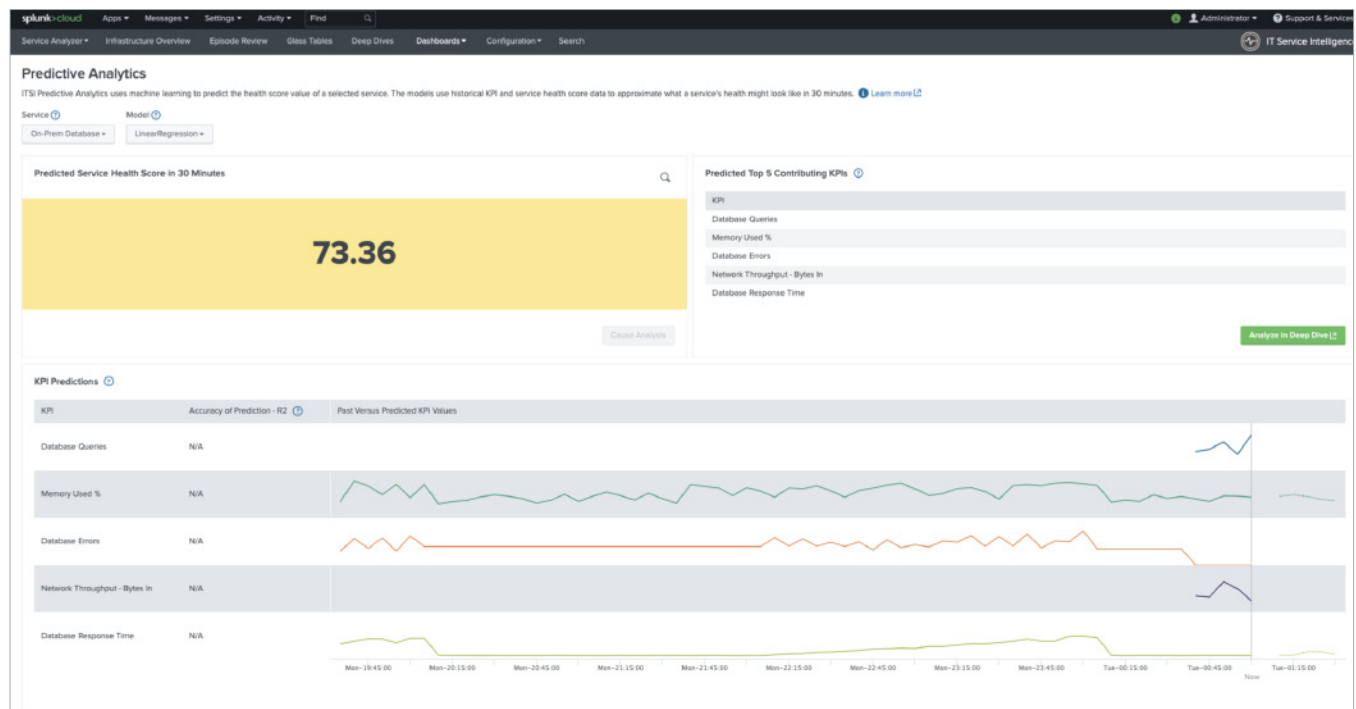 splunk>cloud Apps Messages Settings Activity Find Administrator Support & Services
Service Analyzer Infrastructure Overview Episode Review Glass Tables Deep Dives Dashboards Configuration Search IT Service Intelligenc
Predictive Analytics
ITSI Predictive Analytics uses machine learning to predict the health score value of a selected service. The models use historical KPI and service health score data to approximate what a service's health might look like in 30 minutes. Learn more
Service Model
On-Prem Database LinearRegression
Predicted Service Health Score in 30 Minutes
73.36
Cause Analysis
Predicted Top 5 Contributing KPIs
KPI
Database Queries
Memory Used %
Database Errors
Network Throughput - Bytes In
Database Response Time
Analyze in Deep Dive
KPI Predictions
KPI Accuracy of Prediction - R2 Past Versus Predicted KPI Values
Database Queries N/A
Memory Used % N/A
Database Errors N/A
Network Throughput - Bytes In N/A
Database Response Time N/A
Mon-19:45:00 Mon-20:15:00 Mon-20:45:00 Mon-21:15:00 Mon-21:45:00 Mon-22:15:00 Mon-22:45:00 Mon-23:15:00 Mon-23:45:00 Tue-00:15:00 Tue-00:45:00 Tue-01:15:00
Now